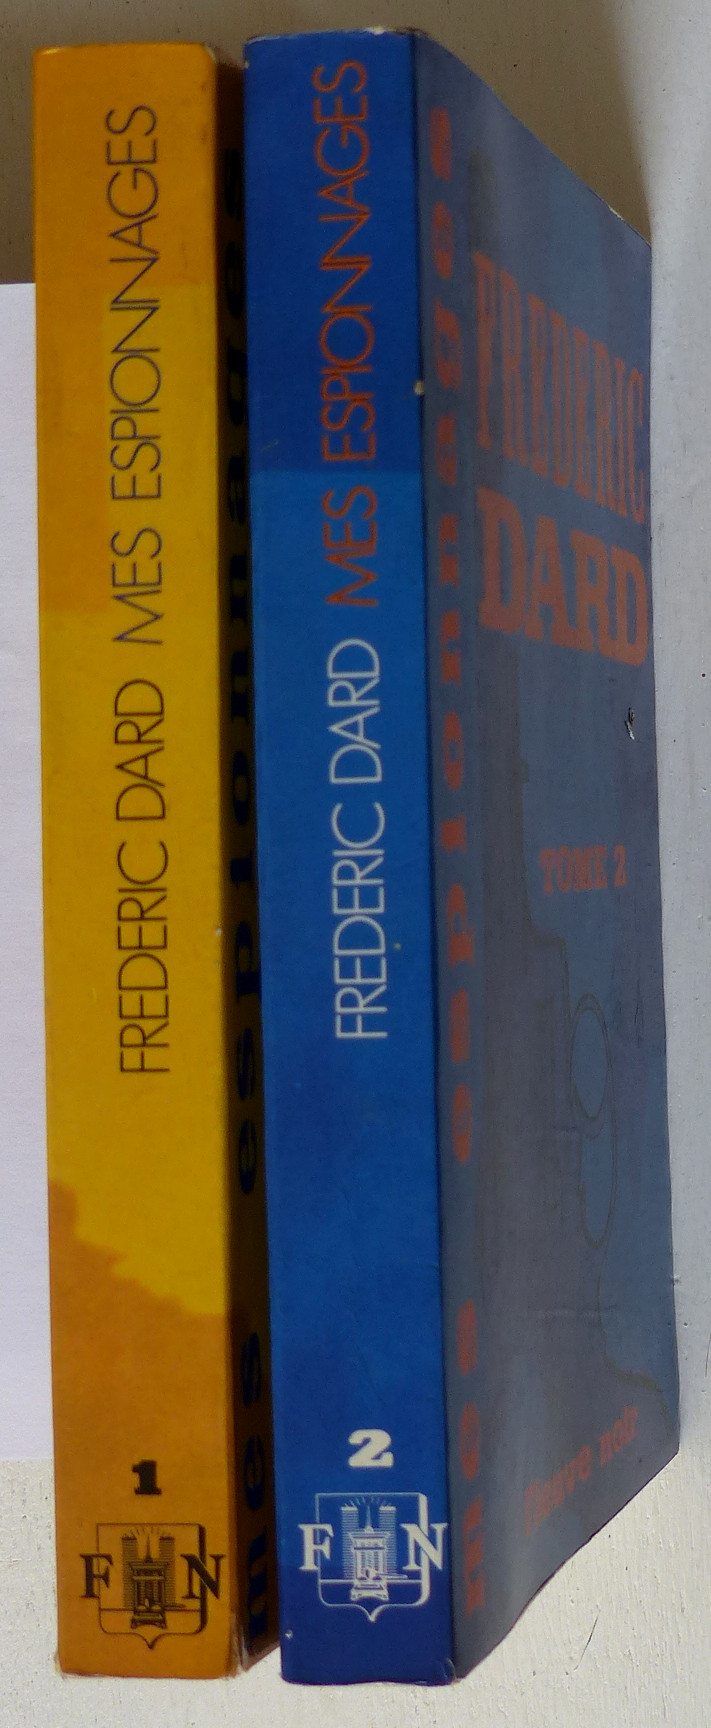 FREDERIC DARD MES ESPIONNAGES
1
F N
mes espionnages
FREDERIC DARD MES ESPIONNAGES
2
F N
mes espionnages
FREDERIC
DARD
TOME 2
fleuve noir